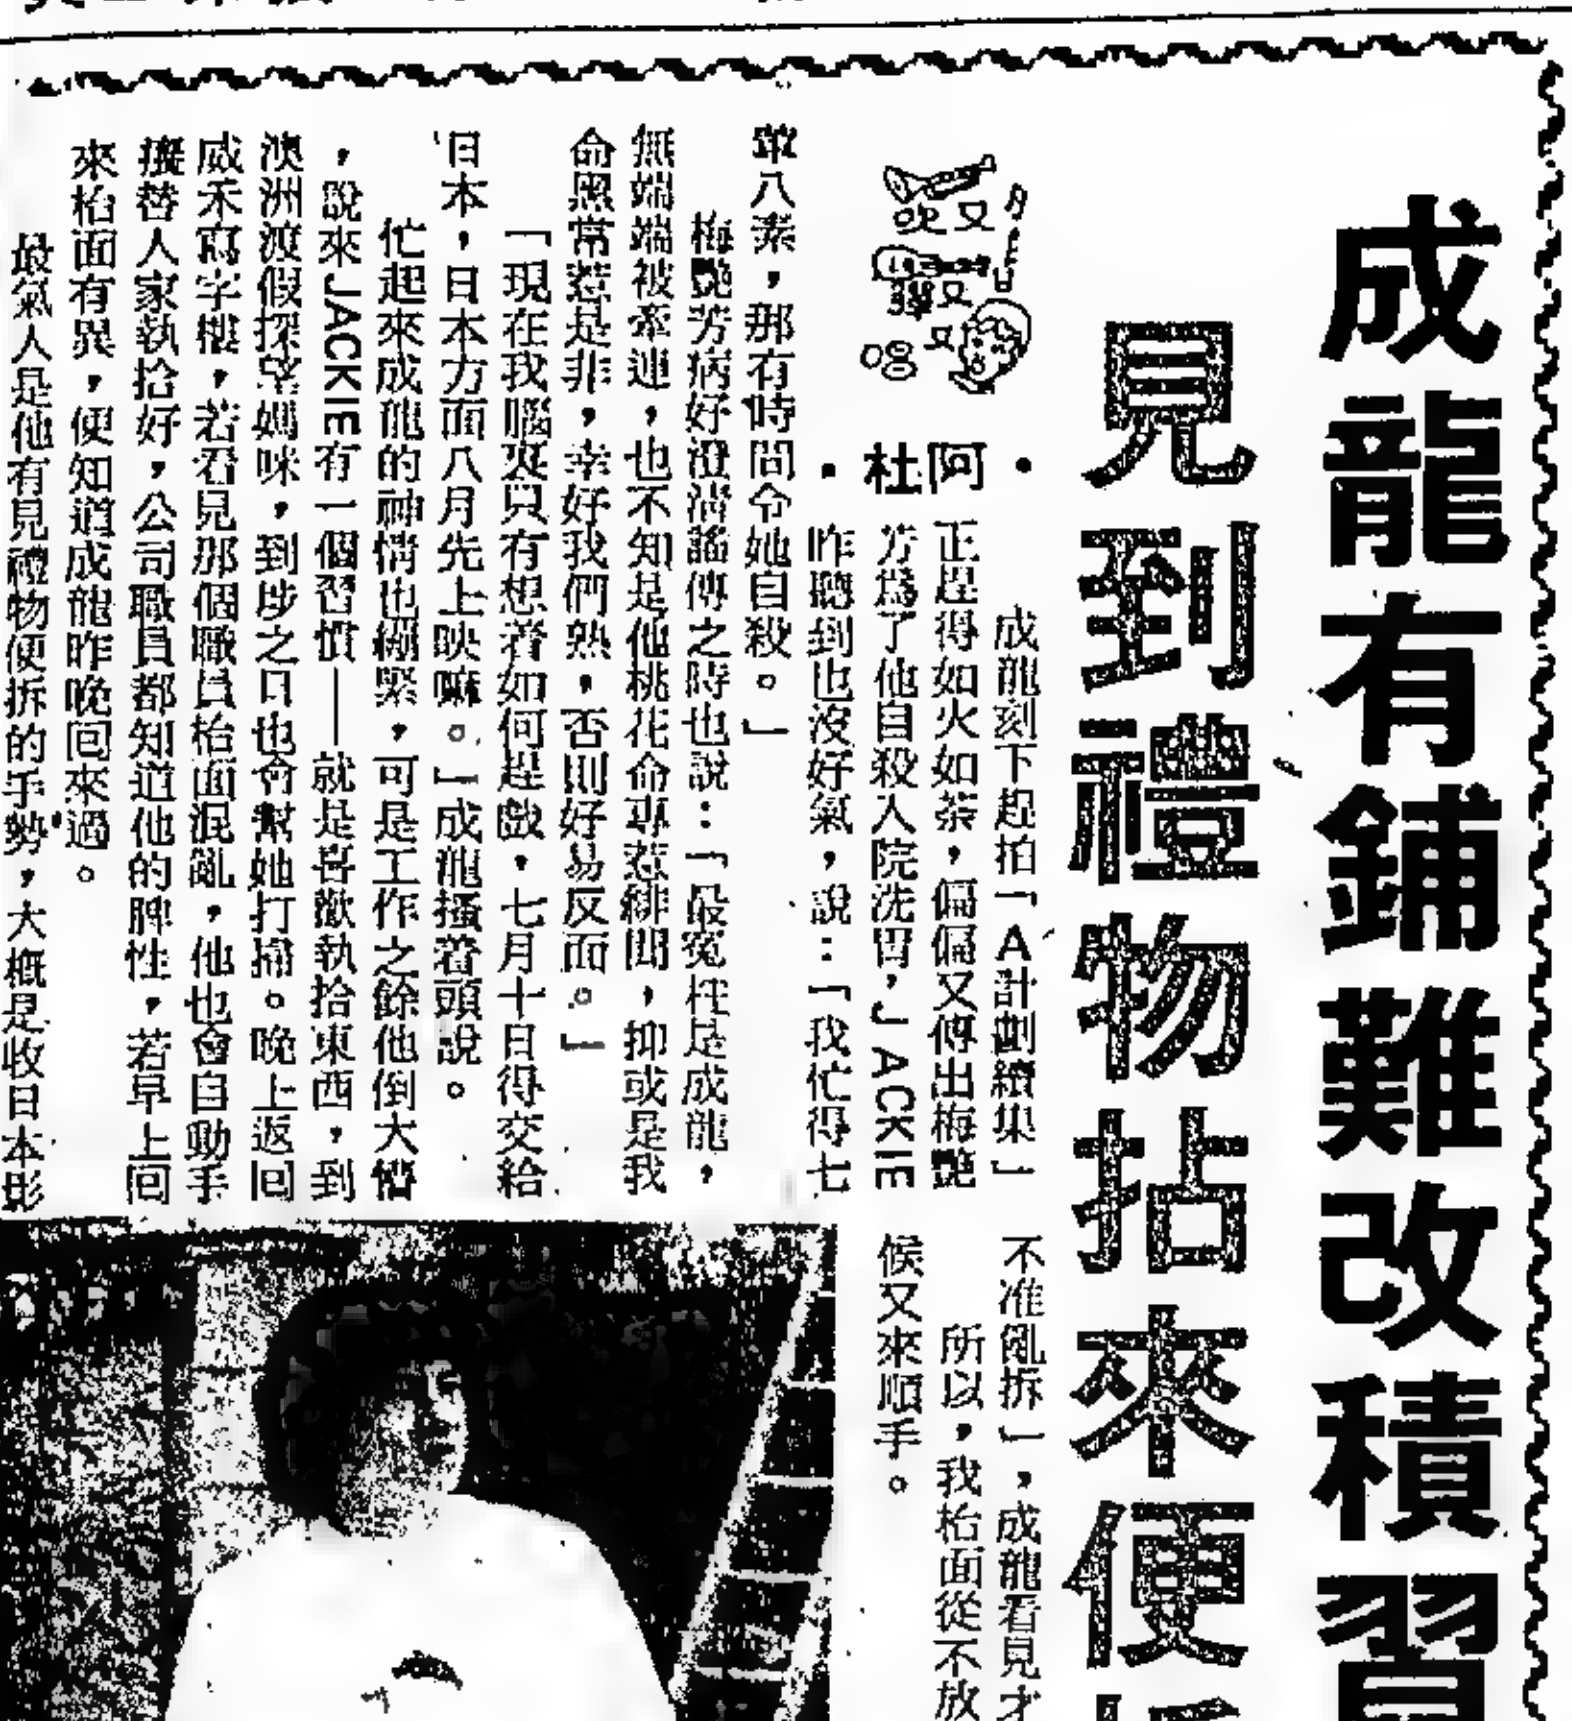 成龍有鋪難改積習
見到禮物拈來便拆
吹又
彈又
又唱
·阿杜·
成龍刻下趕拍「A計劃續集」
正趕得如火如荼,偏偏又傳出梅艷
芳爲了他自殺入院洗胃,」JACKIE
昨聽到也沒好氣,說:「我忙得七
葷八素,那有時間令她自殺。」
梅艷芳病好澄清謠傳之時也說:「最寃枉是成龍,
無端端被牽連,也不知是他桃花命專惹緋聞,抑或是我
命黑常惹是非,幸好我們熟,否則好易反面。」
「現在我腦裏只有想着如何趕戲,七月十日得交給
日本,日本方面八月先上映嘛。」成龍搔着頭說。
忙起來成龍的神情也綳緊,可是工作之餘他倒大懵
,說來JACKIE有一個習慣——就是喜歡執拾東西,到
澳洲渡假探望媽咪,到埗之日也會幫她打掃。晚上返回
威禾寫字樓,若看見那個職員枱面混亂,他也會自動手
擬替人家執拾好,公司職員都知道他的脾性,若早上回
來枱面有異,便知道成龍昨晚回來過。
最氣人是他有見禮物便拆的手勢,大概是收日本影
不准亂拆」,成龍看見才
所以,我枱面從不放
候又來順手。